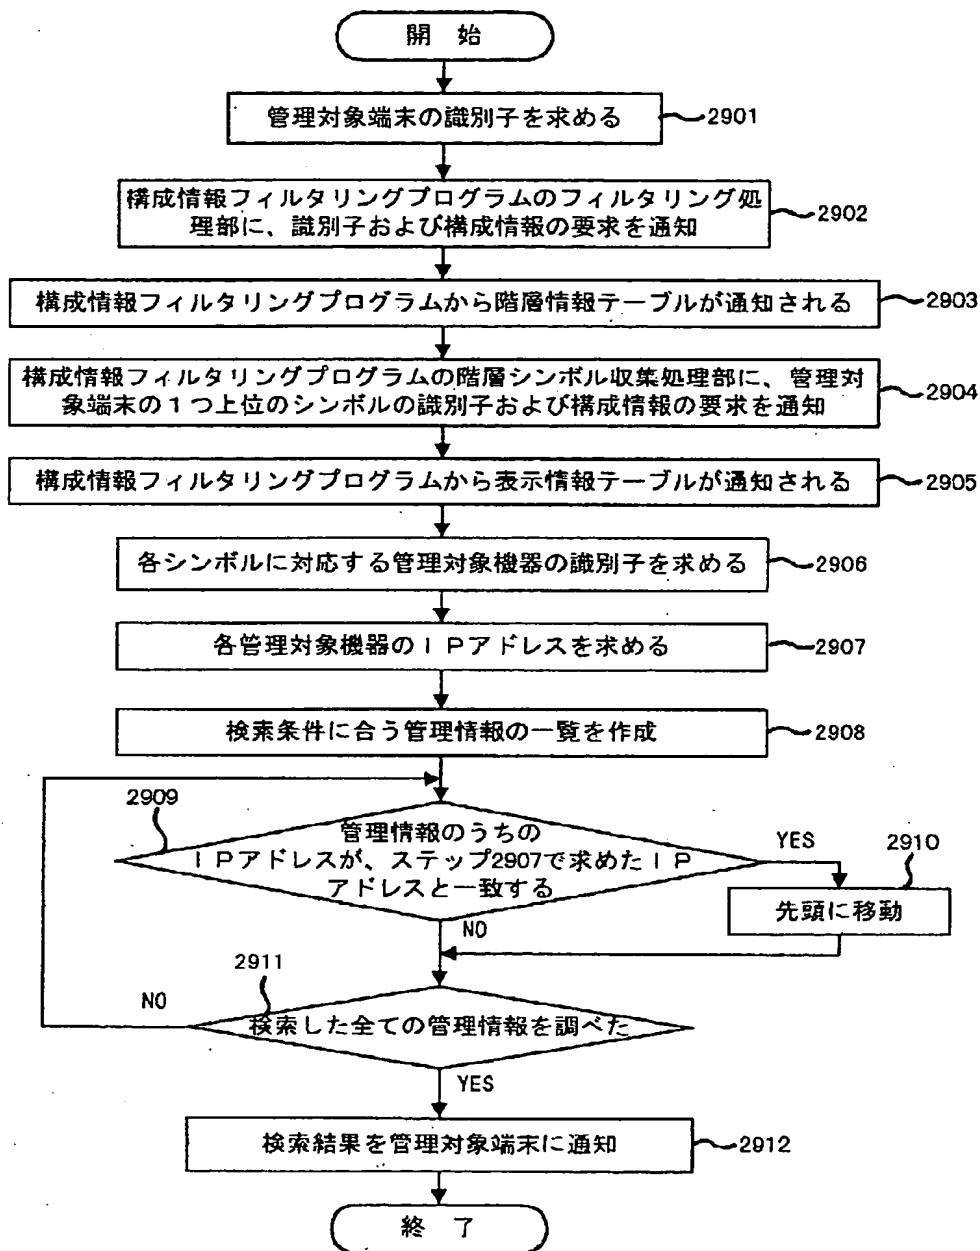 開 始
管理対象端末の識別子を求める
2901
構成情報フィルタリングプログラムのフィルタリング処
理部に、識別子および構成情報の要求を通知
2902
構成情報フィルタリングプログラムから階層情報テーブルが通知される
2903
構成情報フィルタリングプログラムの階層シンボル収集処理部に、管理対
象端末の1つ上位のシンボルの識別子および構成情報の要求を通知
2904
構成情報フィルタリングプログラムから表示情報テーブルが通知される
2905
各シンボルに対応する管理対象機器の識別子を求める
2906
各管理対象機器のIPアドレスを求める
2907
検索条件に合う管理情報の一覧を作成
2908
2909
管理情報のうちの
IPアドレスが、ステップ2907で求めたIP
アドレスと一致する
YES
2910
先頭に移動
NO
2911
NO
検索した全ての管理情報を調べた
YES
検索結果を管理対象端末に通知
2912
終 了